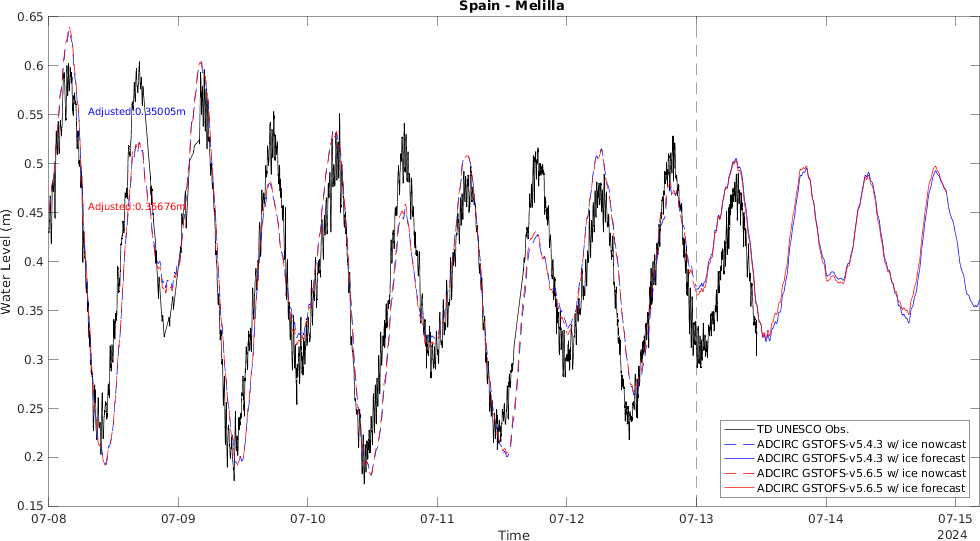 Spain - Melilla
0.65
0.6
0.55
0.5
0.45
0.4
0.35
0.3
0.25
0.2
0.15
Water Level (m)
Adjusted:0.35005m
Adjusted:0.35676m
TD UNESCO Obs.
ADCIRC GSTOFS-v5.4.3 w/ ice nowcast
ADCIRC GSTOFS-v5.4.3 w/ ice forecast
ADCIRC GSTOFS-v5.6.5 w/ ice nowcast
ADCIRC GSTOFS-v5.6.5 w/ ice forecast
07-08 07-09 07-10 07-11 07-12 07-13 07-14 07-15
Time
2024